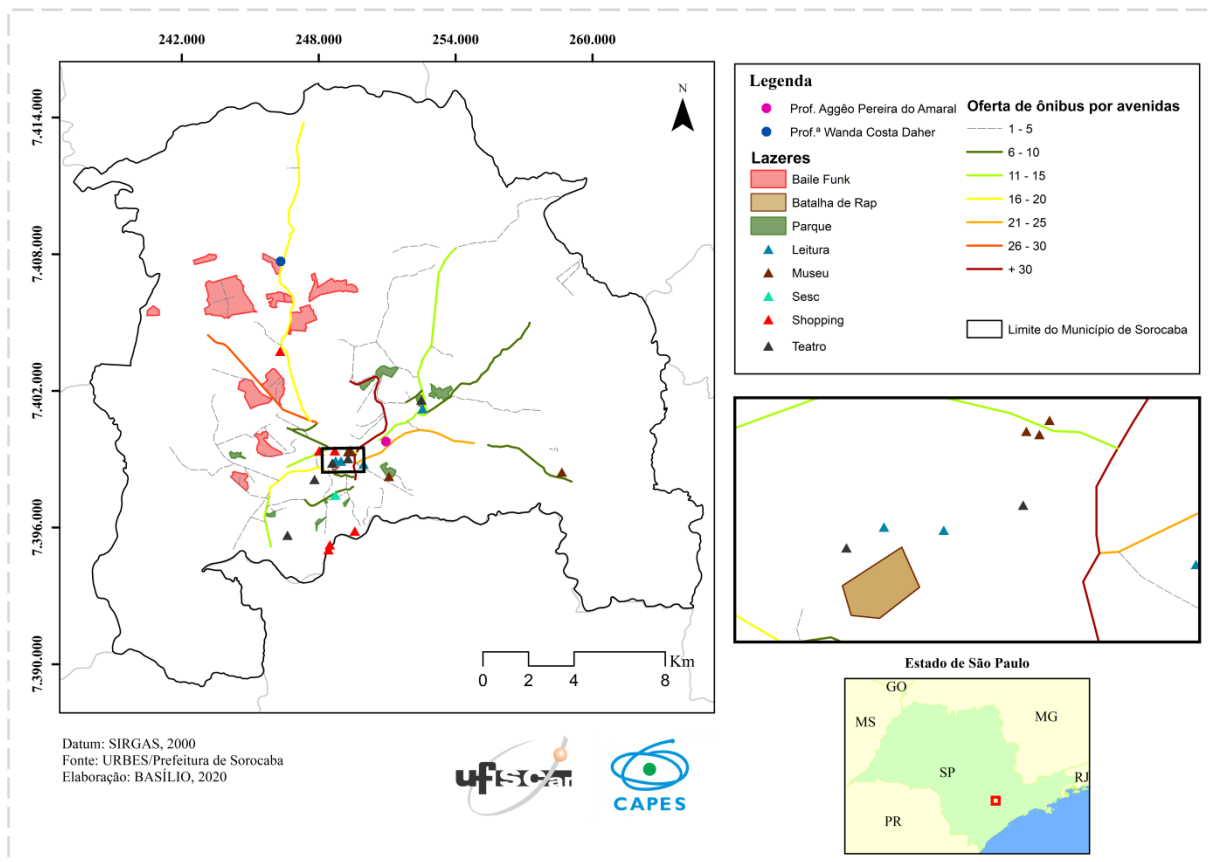 242.000 248.000 254.000 260.000
7.414.000
7.408.000
7.402.000
7.396.000
7.390.000
N
Km
0 2 4 8
Legenda
Prof. Aggêo Pereira do Amaral
Prof.ª Wanda Costa Daher
Lazeres
Baile Funk
Batalha de Rap
Parque
Leitura
Museu
Sesc
Shopping
Teatro
Oferta de ônibus por avenidas
1 - 5
6 - 10
11 - 15
16 - 20
21 - 25
26 - 30
+ 30
Limite do Município de Sorocaba
Estado de São Paulo
GO
MS
MG
SP
RJ
PR
Datum: SIRGAS, 2000
Fonte: URBES/Prefeitura de Sorocaba
Elaboração: BASÍLIO, 2020
ufscar
CAPES